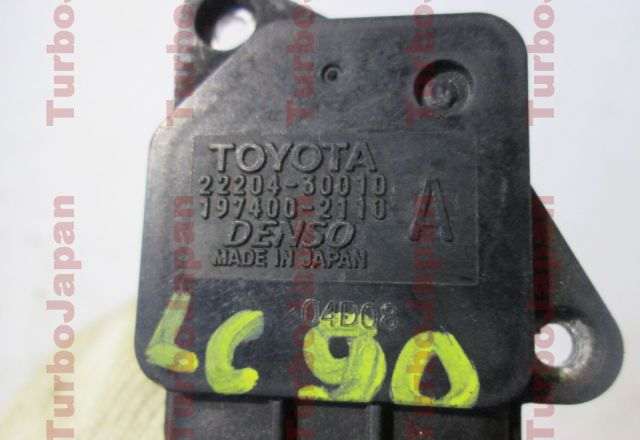 TOYOTA
22204-30010
197400-2110
DENSO
MADE IN JAPAN
A
04D08
LC 90
TurboJapan